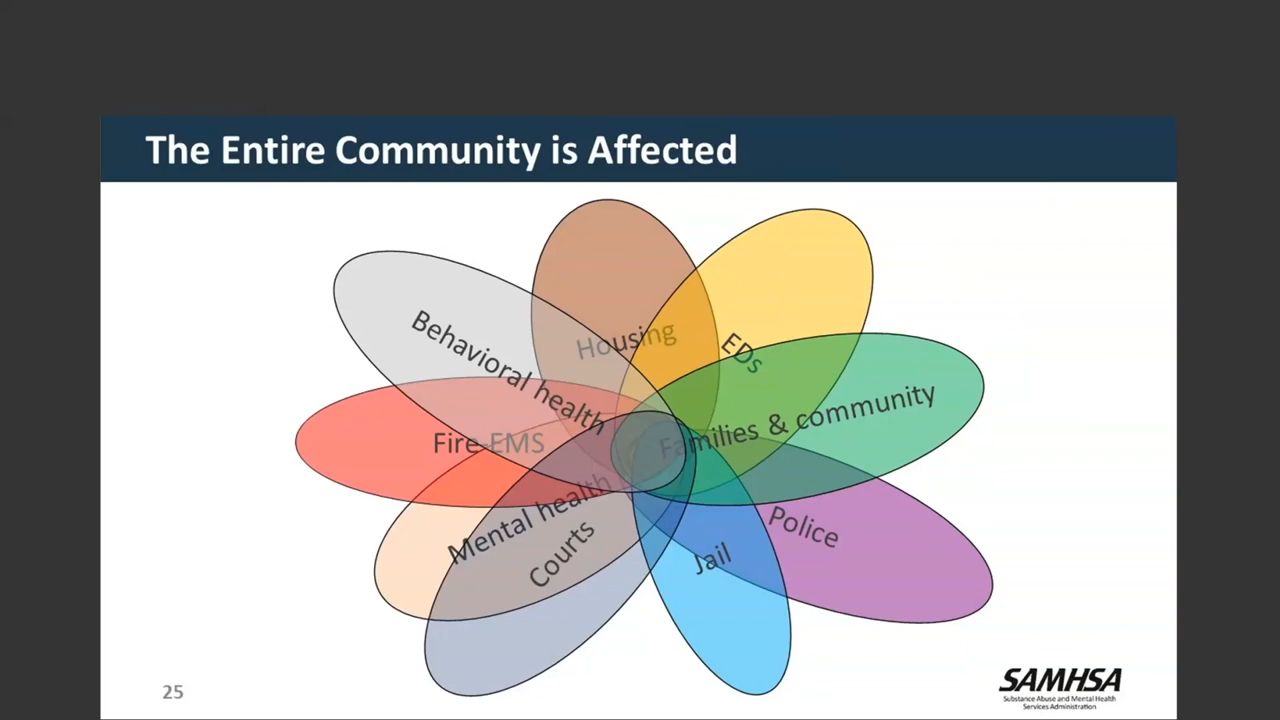 The Entire Community is Affected
Housing
EDs
Behavioral health
Families & community
Fire-EMS
Mental health
Courts
Police
Jail
25
SAMHSA
Substance Abuse and Mental Health
Services Administration